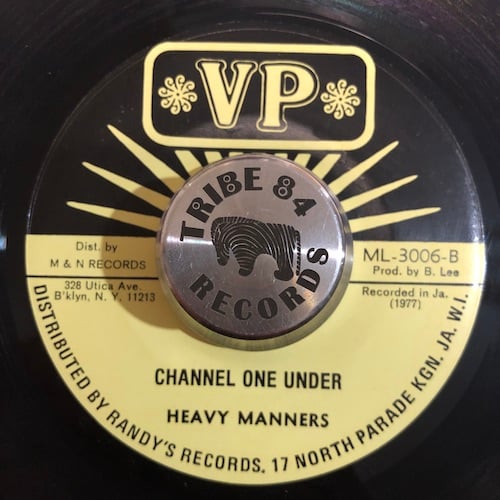 VP
TRIBE 84
RECORDS
Dist. by
M & N RECORDS
328 Utica Ave.
B'klyn, N. Y. 11213
ML-3006-B
Prod. by B. Lee
Recorded in Ja.
(1977)
CHANNEL ONE UNDER
HEAVY MANNERS
DISTRIBUTED BY RANDY'S RECORDS, 17 NORTH PARADE KGN. JA. W.I.